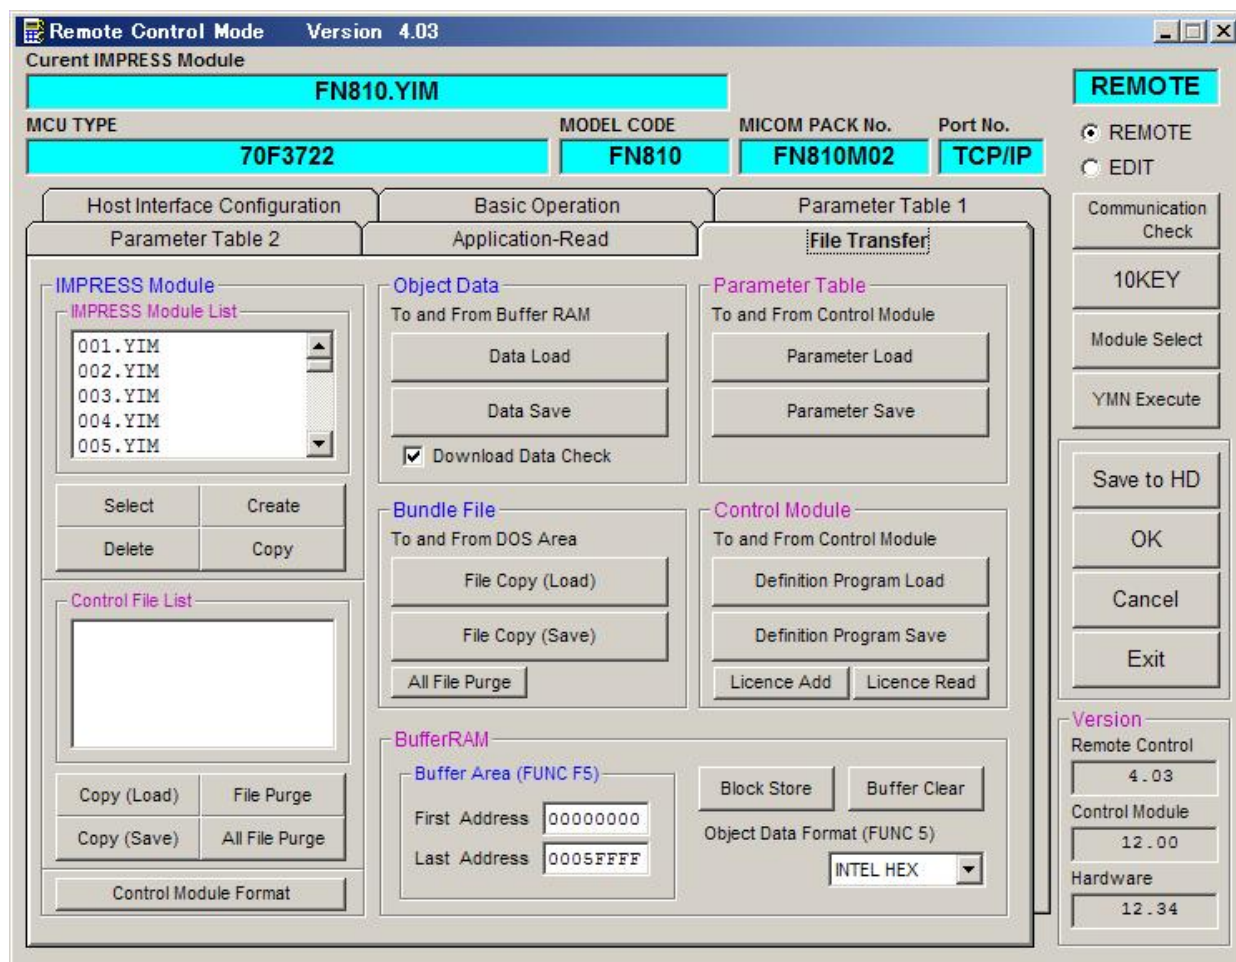 Remote Control Mode Version 4.03
Curent IMPRESS Module
FN810.YIM
REMOTE
MCU TYPE
MODEL CODE
MICOM PACK No.
Port No.
70F3722
FN810
FN810M02
TCP/IP
REMOTE
EDIT
Host Interface Configuration
Basic Operation
Parameter Table 1
Parameter Table 2
Application-Read
File Transfer
Communication
Check
10KEY
Module Select
YMN Execute
IMPRESS Module
IMPRESS Module List
001.YIM
002.YIM
003.YIM
004.YIM
005.YIM
Select
Create
Delete
Copy
Control File List
Copy (Load)
File Purge
Copy (Save)
All File Purge
Control Module Format
Object Data
To and From Buffer RAM
Data Load
Data Save
Download Data Check
Parameter Table
To and From Control Module
Parameter Load
Parameter Save
Bundle File
To and From DOS Area
File Copy (Load)
File Copy (Save)
All File Purge
Control Module
To and From Control Module
Definition Program Load
Definition Program Save
Licence Add
Licence Read
BufferRAM
Buffer Area (FUNC F5)
First Address 00000000
Last Address 0005FFFF
Block Store
Buffer Clear
Object Data Format (FUNC 5)
INTEL HEX
Save to HD
OK
Cancel
Exit
Version
Remote Control
4.03
Control Module
12.00
Hardware
12.34